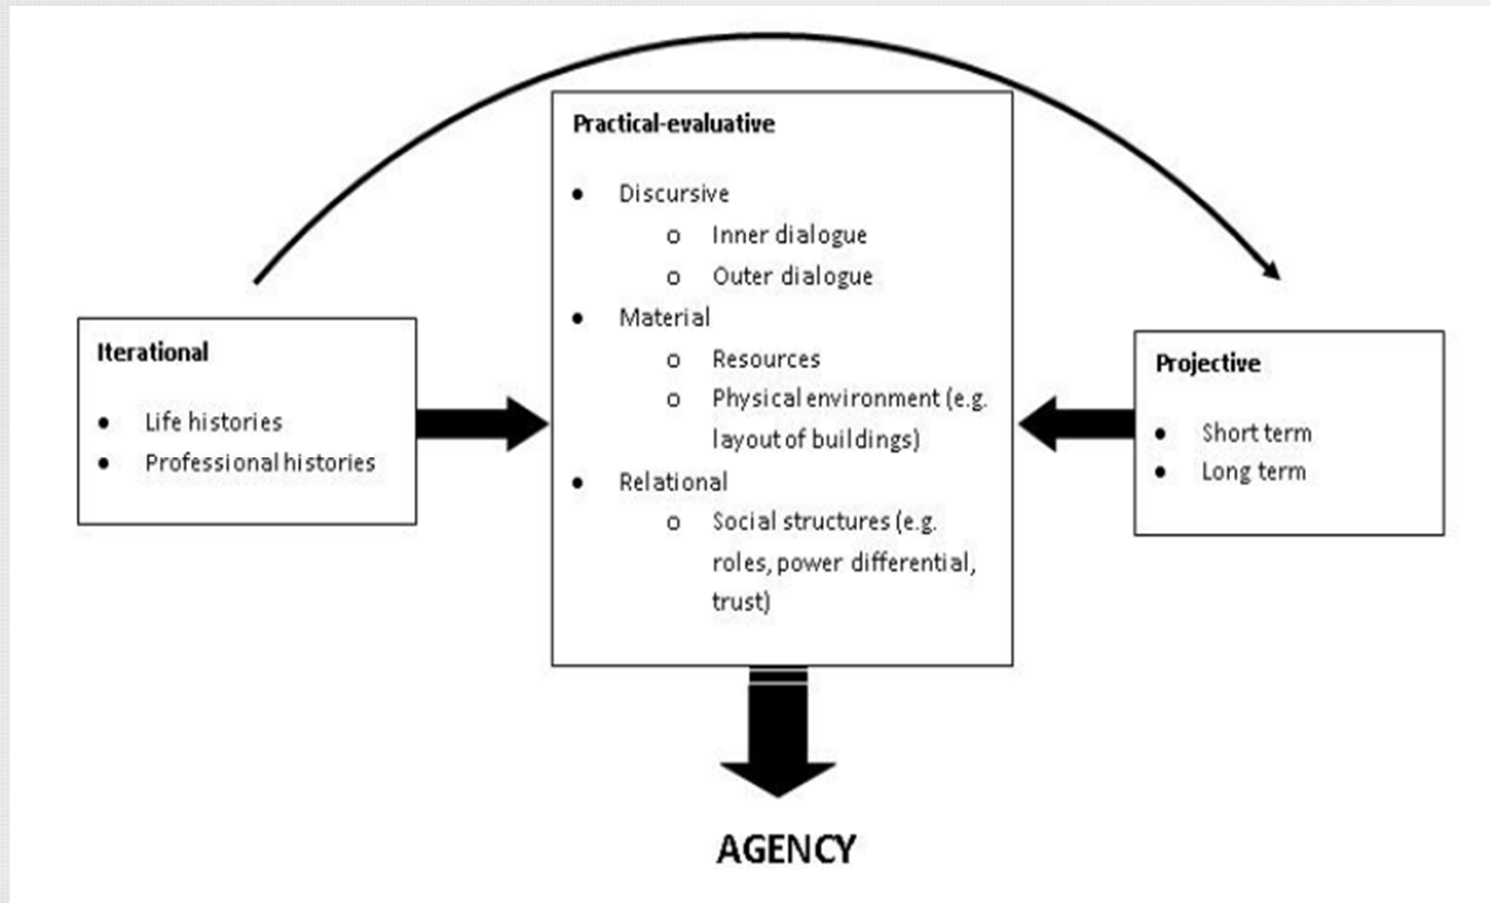 Practical-evaluative
● Discursive
o Inner dialogue
o Outer dialogue
● Material
o Resources
o Physical environment (e.g.
layout of buildings)
● Relational
o Social structures (e.g.
roles, power differential,
trust)
Iterational
● Life histories
● Professional histories
Projective
● Short term
● Long term
AGENCY